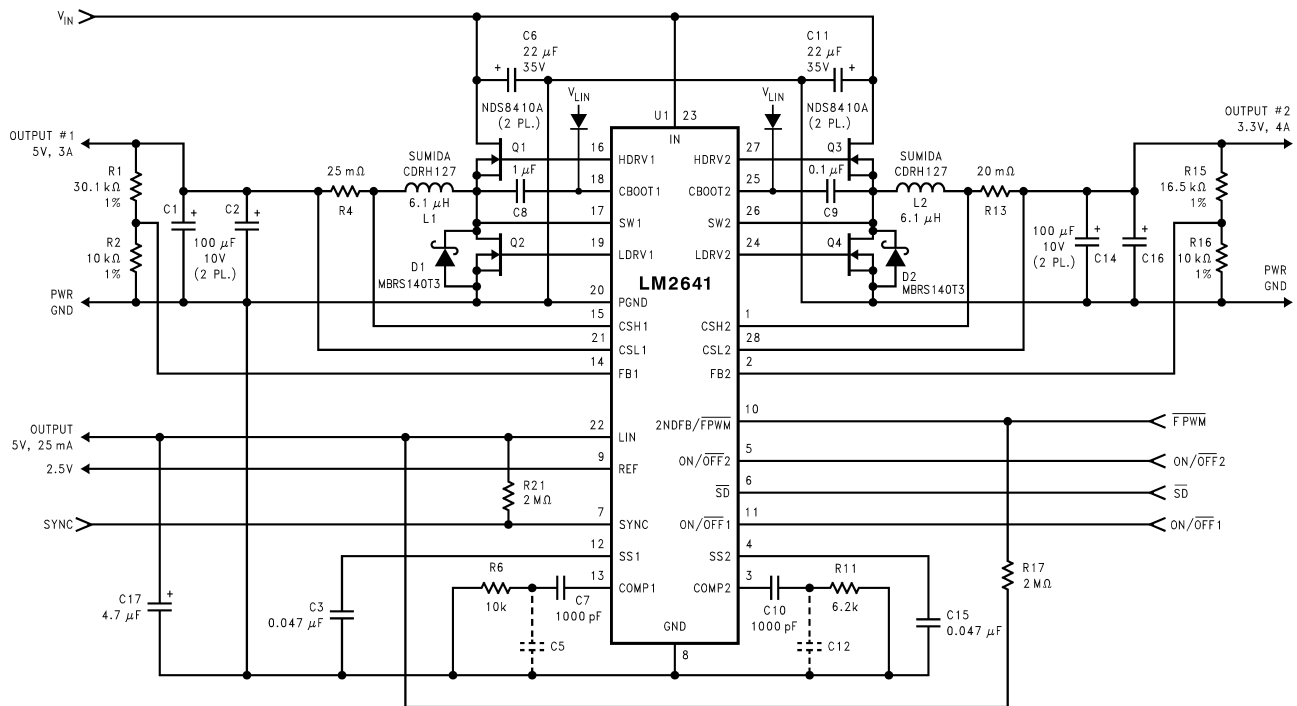 VIN
C6
22 μF
35V
+
C11
22 μF
35V
+
NDS8410A
(2 PL.)
VLIN
VLIN
NDS8410A
(2 PL.)
U1
23
IN
OUTPUT #1
5V, 3A
OUTPUT #2
3.3V, 4A
R1
30.1 kΩ
1%
R2
10 kΩ
1%
C1
+
C2
+
100 μF
10V
(2 PL.)
25 mΩ
R4
SUMIDA
CDRH127
6.1 μH
L1
Q1
1 μF
C8
Q2
D1
MBRS140T3
16
HDRV1
18
CBOOT1
17
SW1
19
LDRV1
LM2641
20
PGND
15
CSH1
21
CSL1
14
FB1
27
HDRV2
25
CBOOT2
26
SW2
24
LDRV2
1
CSH2
28
CSL2
2
FB2
Q3
0.1 μF
C9
Q4
D2
MBRS140T3
SUMIDA
CDRH127
L2
6.1 μH
20 mΩ
R13
100 μF
10V
(2 PL.)
+
C14
+
C16
R15
16.5 kΩ
1%
R16
10 kΩ
1%
PWR
GND
PWR
GND
OUTPUT
5V, 25 mA
22
LIN
2.5V
9
REF
R21
2 MΩ
SYNC
7
SYNC
12
SS1
13
COMP1
10
2NDFB/FPWM
FPWM
5
ON/OFF2
ON/OFF2
6
SD
SD
11
ON/OFF1
ON/OFF1
4
SS2
3
COMP2
R17
2 MΩ
C17
4.7 μF
+
C3
0.047 μF
R6
10k
C7
1000 pF
C5
GND
8
C10
1000 pF
R11
6.2k
C12
C15
0.047 μF